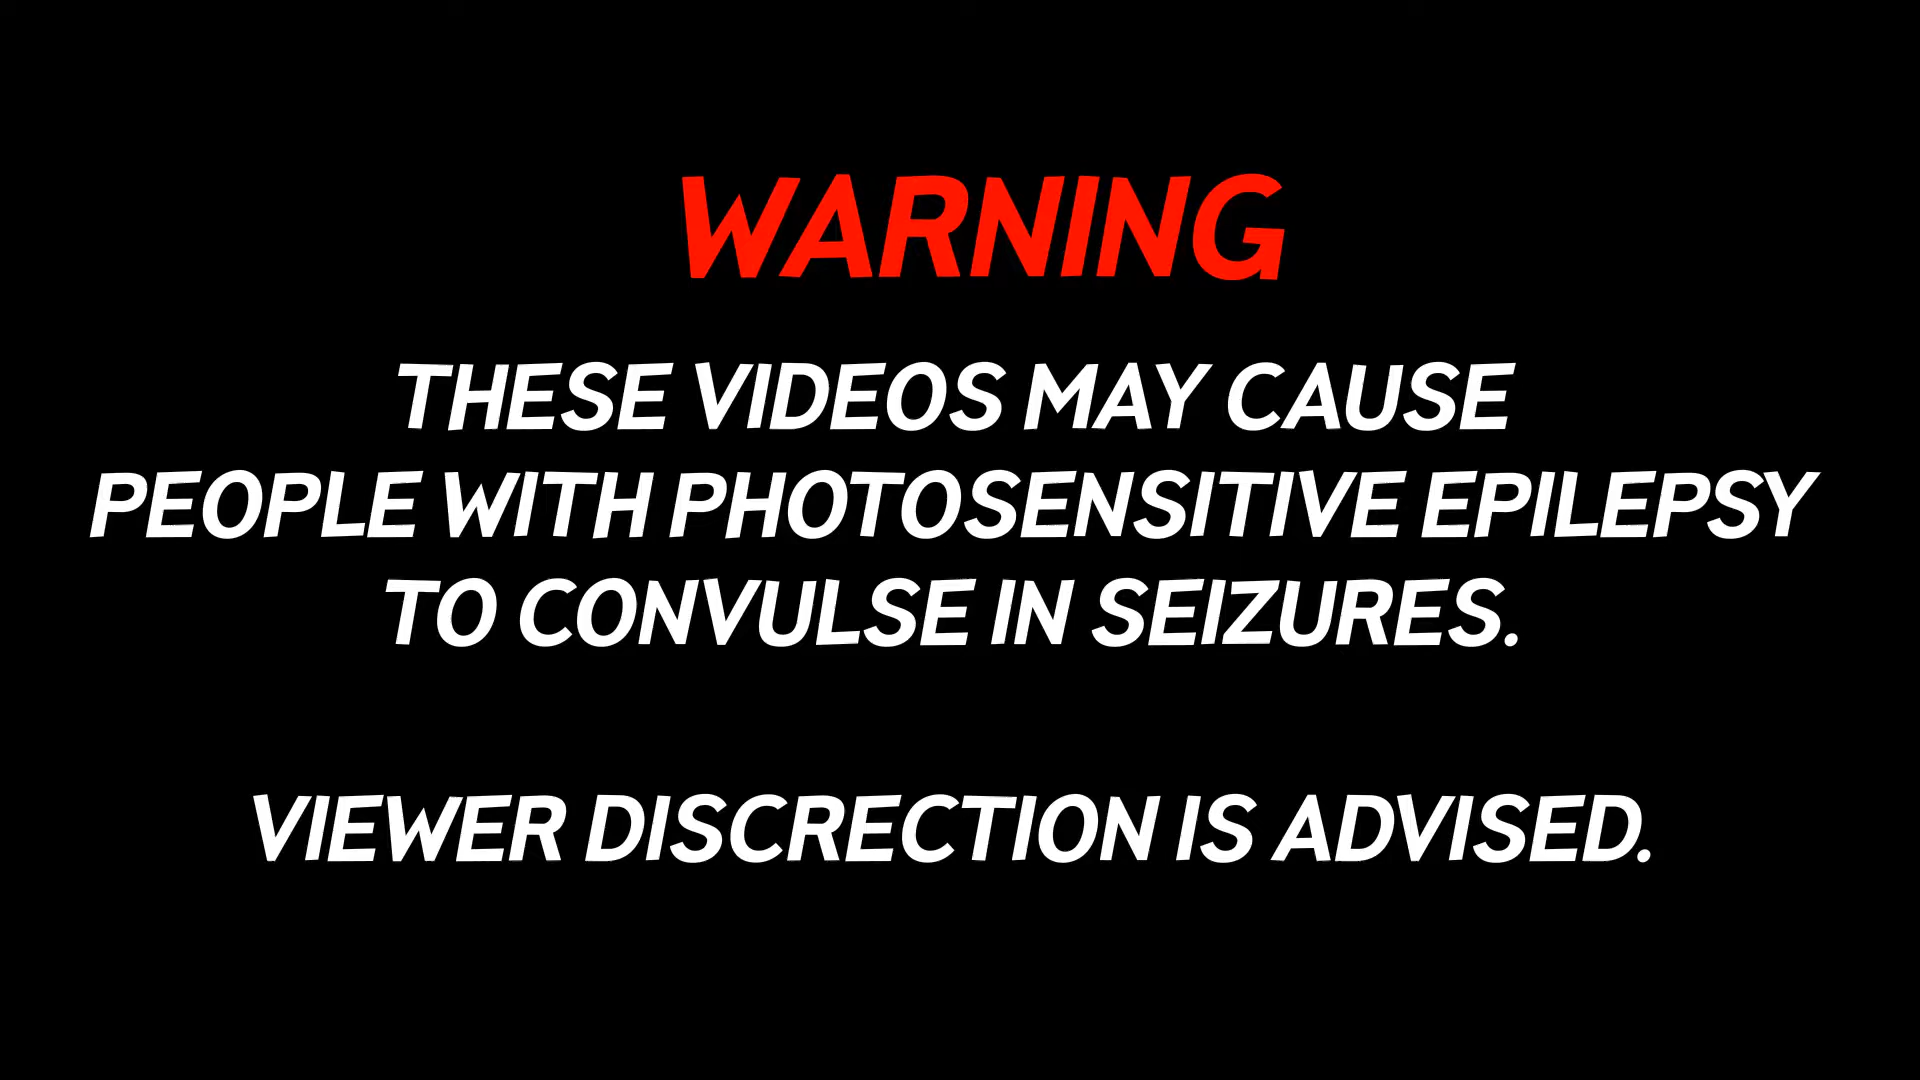 WARNING
THESE VIDEOS MAY CAUSE
PEOPLE WITH PHOTOSENSITIVE EPILEPSY
TO CONVULSE IN SEIZURES.
VIEWER DISCRECTION IS ADVISED.